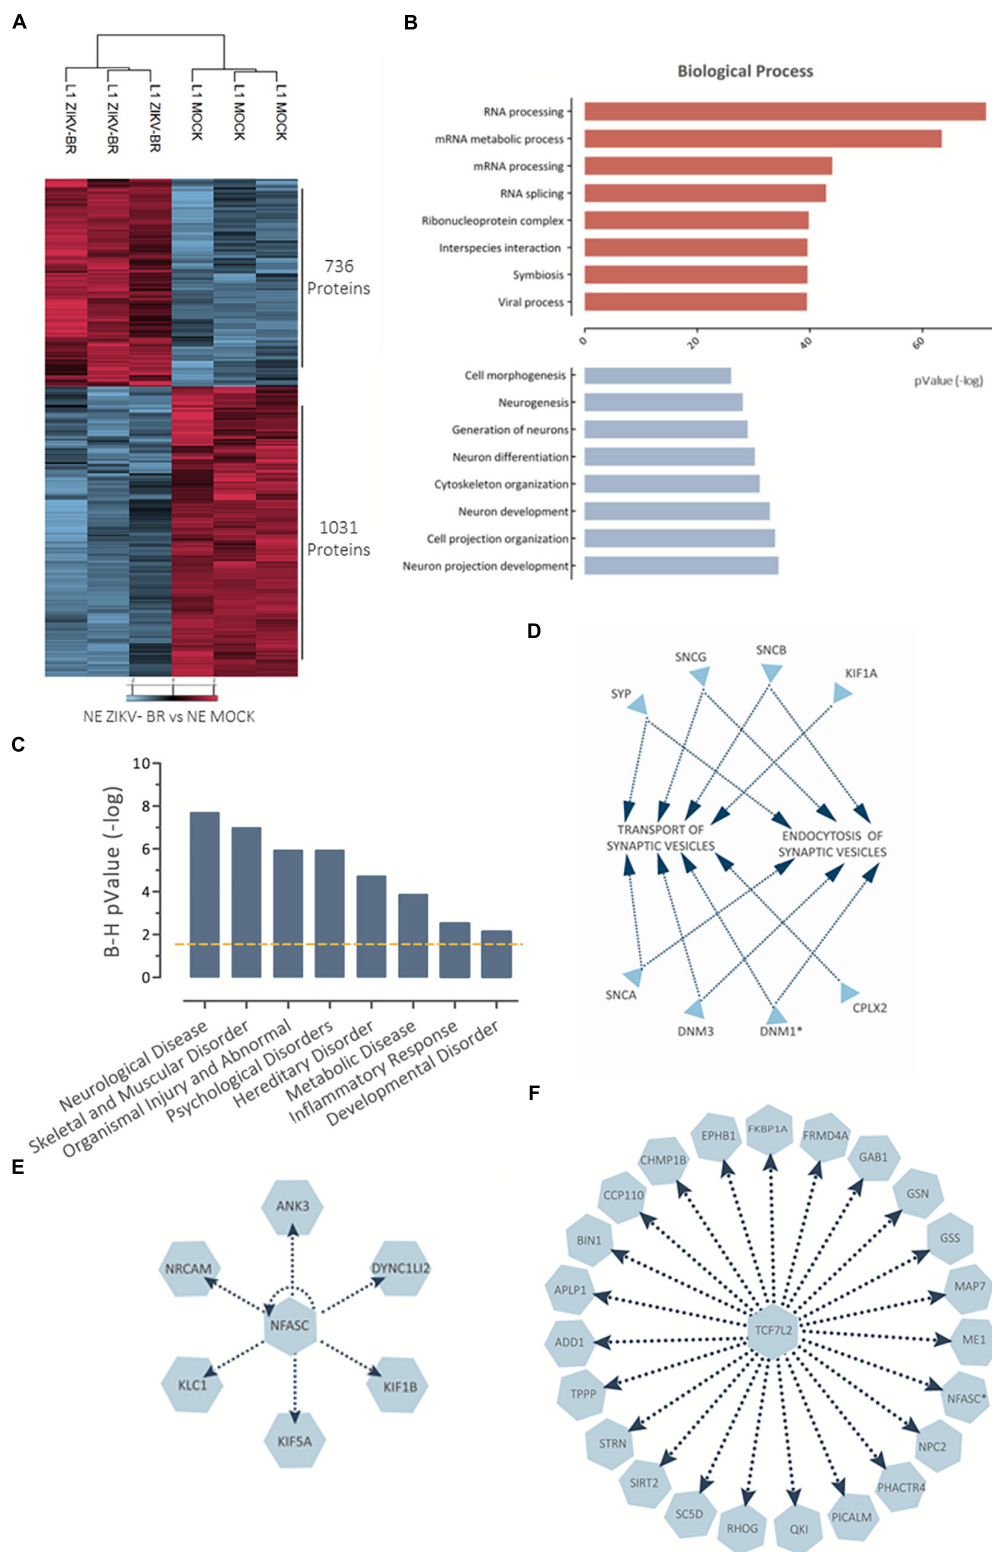 A
L1 ZIKV-BR
L1 ZIKV-BR
L1 ZIKV-BR
L1 MOCK
L1 MOCK
L1 MOCK
736
Proteins
1031
Proteins
NE ZIKV- BR vs NE MOCK
B
Biological Process
RNA processing
mRNA metabolic process
mRNA processing
RNA splicing
Ribonucleoprotein complex
Interspecies interaction
Symbiosis
Viral process
0
20
40
60
pValue (-log)
Cell morphogenesis
Neurogenesis
Generation of neurons
Neuron differentiation
Cytoskeleton organization
Neuron development
Cell projection organization
Neuron projection development
C
B-H pValue (-log)
10
8
6
4
2
0
Neurological Disease
Skeletal and Muscular Disorder
Organismal Injury and Abnormal
Psychological Disorders
Hereditary Disorder
Metabolic Disease
Inflammatory Response
Developmental Disorder
D
SYP
SNCG
SNCB
KIF1A
TRANSPORT OF
SYNAPTIC VESICLES
ENDOCYTOSIS OF
SYNAPTIC VESICLES
SNCA
DNM3
DNM1*
CPLX2
E
ANK3
NRCAM
DYNC1LI2
NFASC
KLC1
KIF1B
KIF5A
F
EPHB1
FKBP1A
FRMD4A
CHMP1B
GAB1
CCP110
GSN
BIN1
GSS
APLP1
MAP7
TCF7L2
ADD1
ME1
TPPP
NFASC*
STRN
NPC2
SIRT2
PHACTR4
SC5D
PICALM
RHOG
QKI